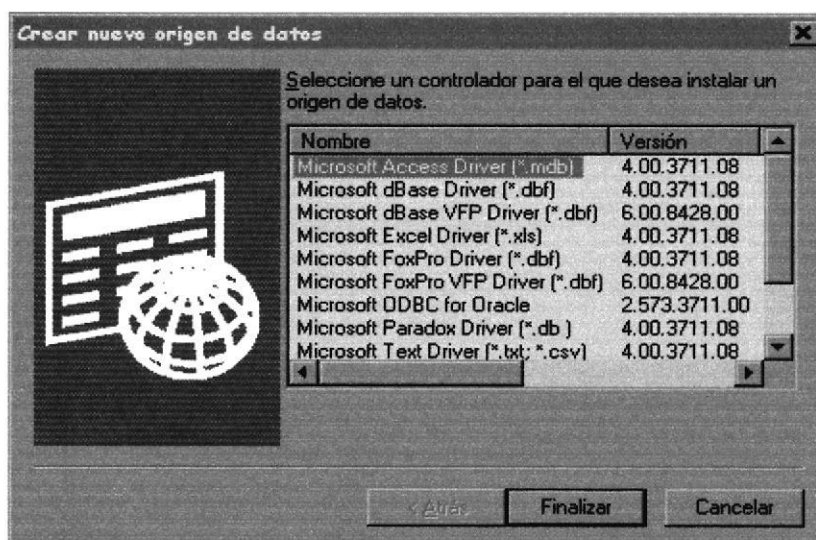 Crear nuevo origen de datos
Seleccione un controlador para el que desea instalar un
origen de datos.
Nombre Versión
Microsoft Access Driver (*.mdb) 4.00.3711.08
Microsoft dBase Driver (*.dbf) 4.00.3711.08
Microsoft dBase VFP Driver (*.dbf) 6.00.8428.00
Microsoft Excel Driver (*.xls) 4.00.3711.08
Microsoft FoxPro Driver (*.dbf) 4.00.3711.08
Microsoft FoxPro VFP Driver (*.dbf) 6.00.8428.00
Microsoft ODBC for Oracle 2.573.3711.00
Microsoft Paradox Driver (*.db ) 4.00.3711.08
Microsoft Text Driver (*.txt; *.csv) 4.00.3711.08
< Atrás Finalizar Cancelar